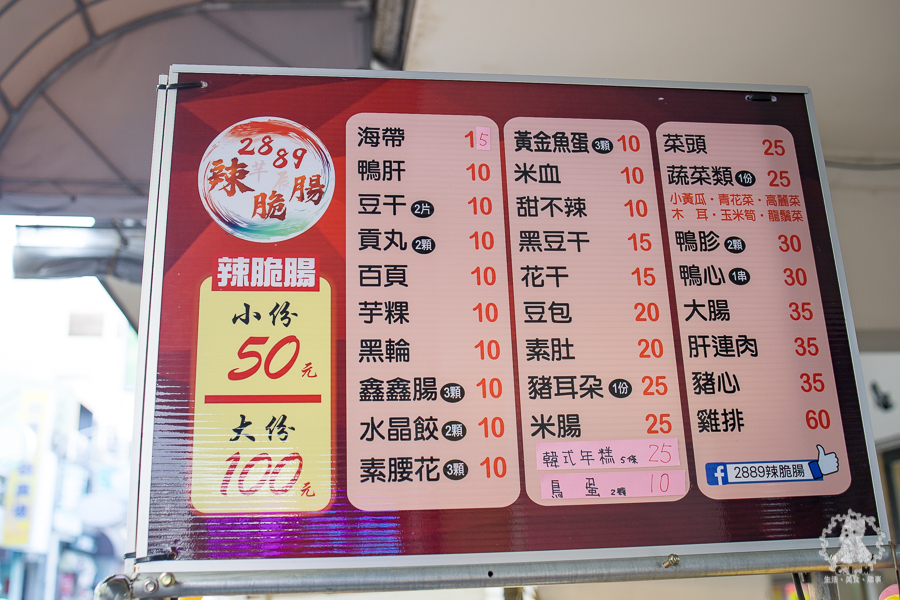 2889
辣脆腸
辣脆腸
小份
50元
大份
100元
海帶 15
鴨肝 10
豆干 2片 10
貢丸 2顆 10
百頁 10
芋粿 10
黑輪 10
鑫鑫腸 3顆 10
水晶餃 2顆 10
素腰花 3顆 10
黃金魚蛋 3顆 10
米血 10
甜不辣 10
黑豆干 15
花干 15
豆包 20
素肚 20
豬耳朵 1份 25
米腸 25
韓式年糕 5條 25
鳥蛋 2顆 10
菜頭 25
蔬菜類 1份 25
小黃瓜・青花菜・高麗菜
木耳・玉米筍・龍鬚菜
鴨胗 2顆 30
鴨心 1串 30
大腸 35
肝連肉 35
豬心 35
雞排 60
f 2889辣脆腸
生活・美食・趣事